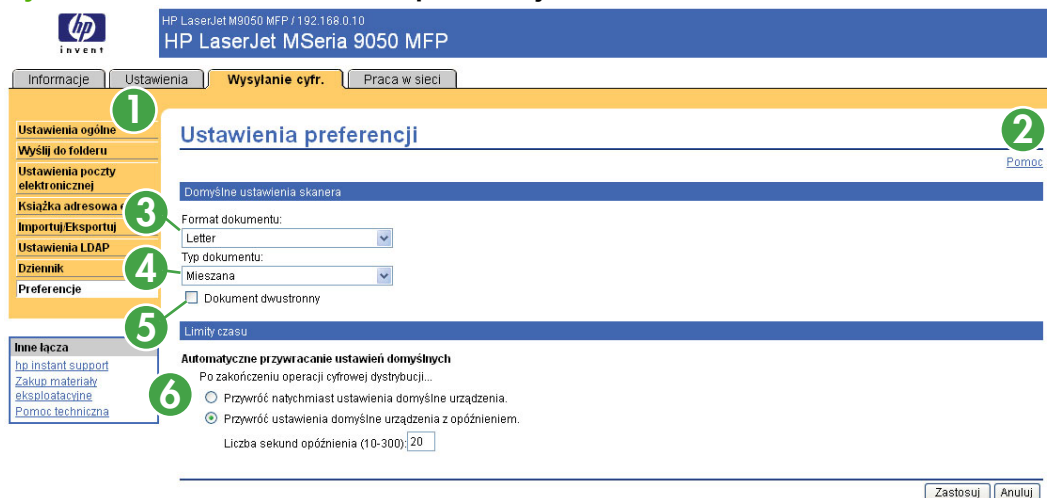 hp
invent
HP LaserJet M9050 MFP / 192.168.0.10
HP LaserJet MSeria 9050 MFP
Informacje
Ustawienia
Wysyłanie cyfr.
Praca w sieci
1
Ustawienia ogólne
Wyślij do folderu
Ustawienia poczty
elektronicznej
Książka adresowa
Importuj/Eksportuj
Ustawienia LDAP
Dziennik
Preferencje
Inne łącza
hp instant support
Zakup materiały
eksploatacyjne
Pomoc techniczna
Ustawienia preferencji
2
Pomoc
Domyślne ustawienia skanera
3
Format dokumentu:
Letter
4
Typ dokumentu:
Mieszana
5
Dokument dwustronny
Limity czasu
Automatyczne przywracanie ustawień domyślnych
Po zakończeniu operacji cyfrowej dystrybucji...
6
Przywróć natychmiast ustawienia domyślne urządzenia.
Przywróć ustawienia domyślne urządzenia z opóźnieniem.
Liczba sekund opóźnienia (10-300): 20
Zastosuj
Anuluj